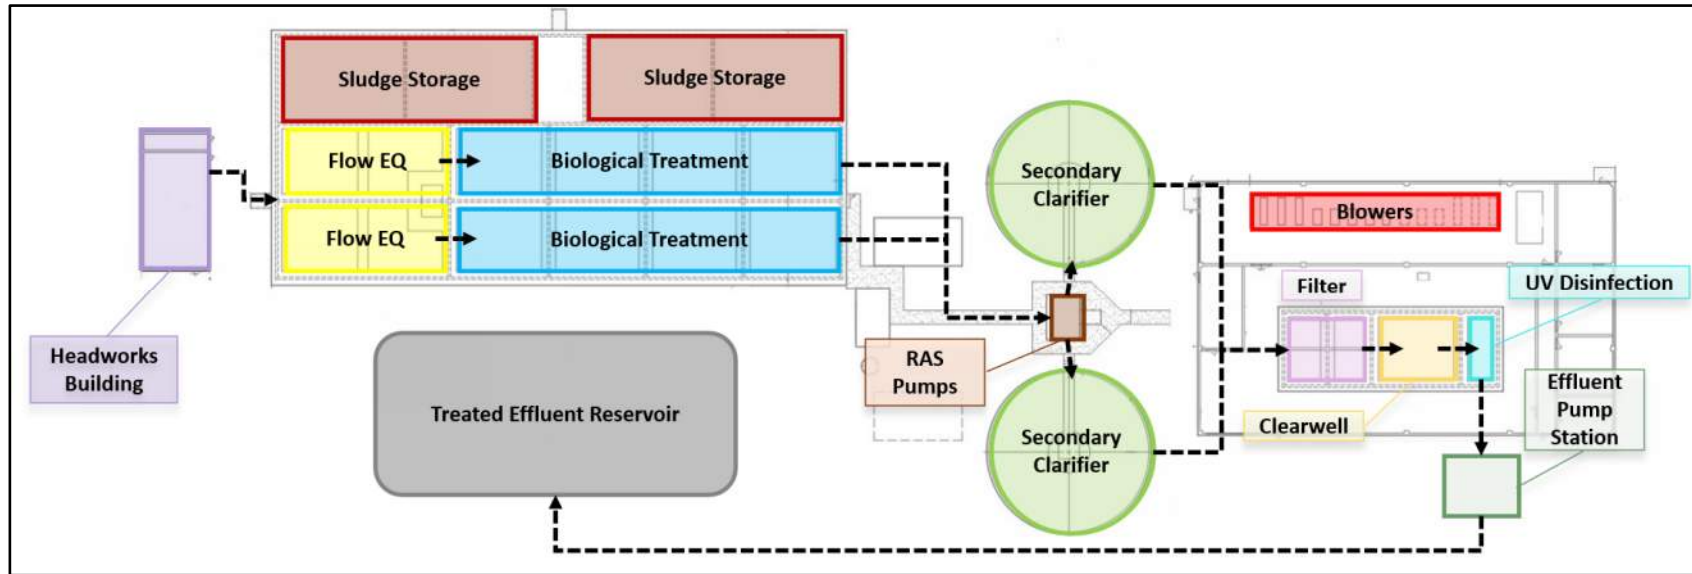 Sludge Storage
Sludge Storage
Flow EQ
Biological Treatment
Flow EQ
Biological Treatment
Headworks
Building
Treated Effluent Reservoir
RAS
Pumps
Secondary
Clarifier
Secondary
Clarifier
Blowers
Filter
UV Disinfection
Clearwell
Effluent
Pump
Station